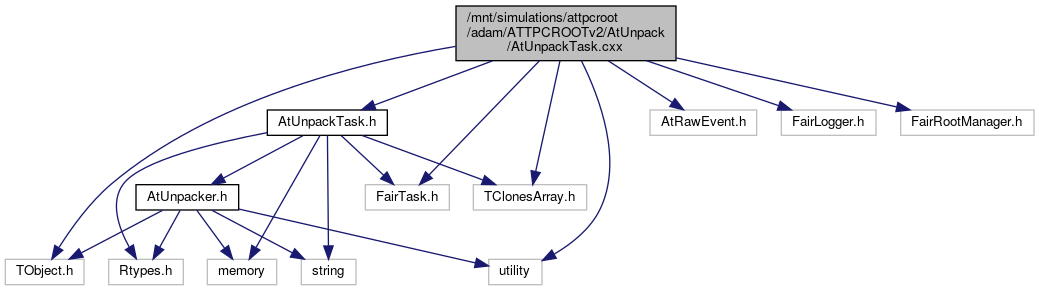 /mnt/simulations/attpcroot
/adam/ATTPCROOTv2/AtUnpack
/AtUnpackTask.cxx
AtUnpackTask.h
AtRawEvent.h
FairLogger.h
FairRootManager.h
AtUnpacker.h
FairTask.h
TClonesArray.h
TObject.h
Rtypes.h
memory
string
utility